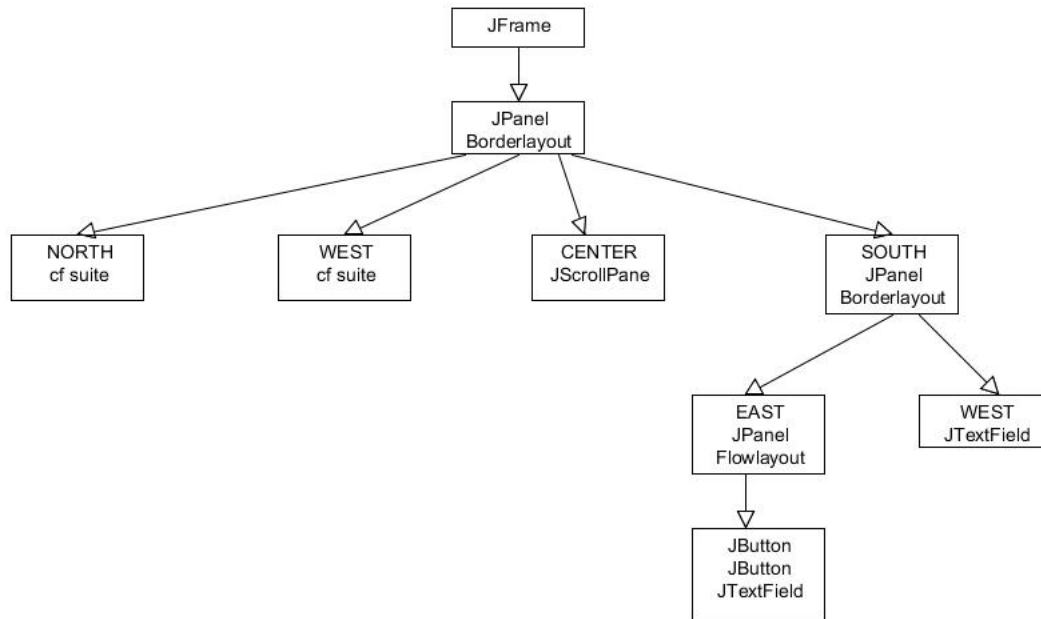 JFrame
JPanel
Borderlayout
NORTH
cf suite
WEST
cf suite
CENTER
JScrollPane
SOUTH
JPanel
Borderlayout
EAST
JPanel
Flowlayout
WEST
JTextField
JButton
JButton
JTextField